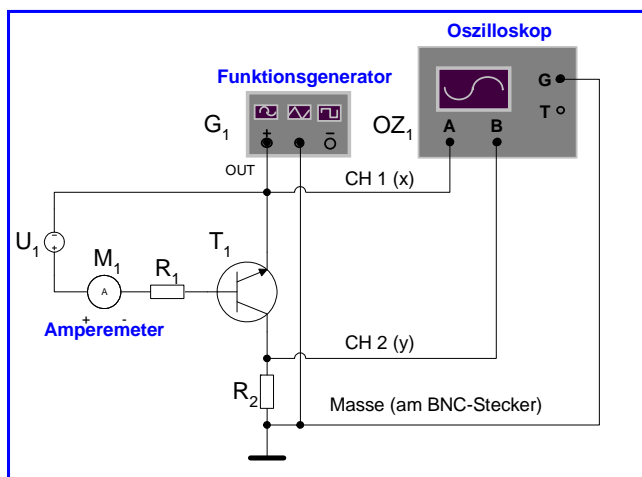 Oszilloskop
Funktionsgenerator
G
G1
OZ1
T
A B
+ -
OUT
CH 1 (x)
-
+
U1
M1
R1
T1
A
+ -
Amperemeter
CH 2 (y)
R2
Masse (am BNC-Stecker)